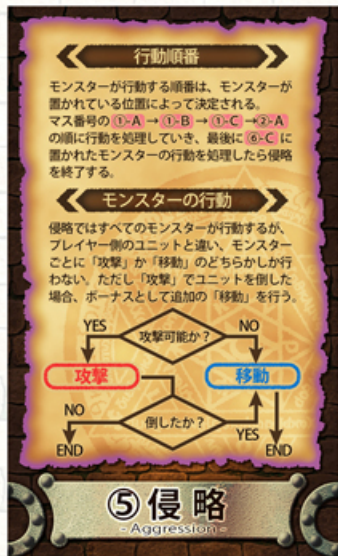 行動順番
モンスターが行動する順番は、モンスターが
置かれている位置によって決定される。
マス番号の ①-A → ①-B → ①-C → ②-A
の順に行動を処理していき、最後に ⑥-C に
置かれたモンスターの行動を処理したら侵略
を終了する。
モンスターの行動
侵略ではすべてのモンスターが行動するが、
プレイヤー側のユニットと違い、モンスター
ごとに「攻撃」か「移動」のどちらかしか行
わない。ただし「攻撃」でユニットを倒した
場合、ボーナスとして追加の「移動」を行う。
YES 攻撃可能か? NO
攻撃 移動
NO 倒したか? YES
END END
⑤侵略
- Aggression -